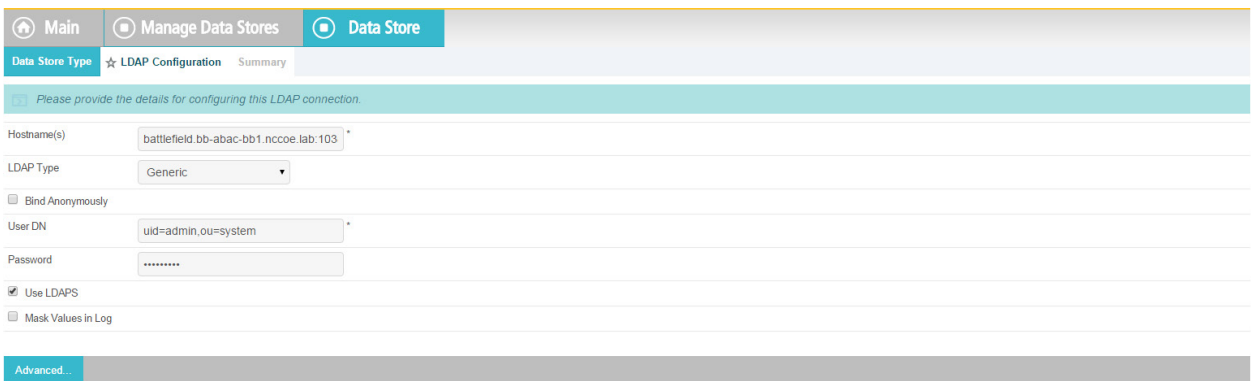 Main Manage Data Stores Data Store
Data Store Type LDAP Configuration Summary
Please provide the details for configuring this LDAP connection.
Hostname(s) battlefield.bb-abac-bb1.nccoe.lab:103 *
LDAP Type Generic
Bind Anonymously
User DN uid=admin,ou=system *
Password •••••••••
Use LDAPS
Mask Values in Log
Advanced...